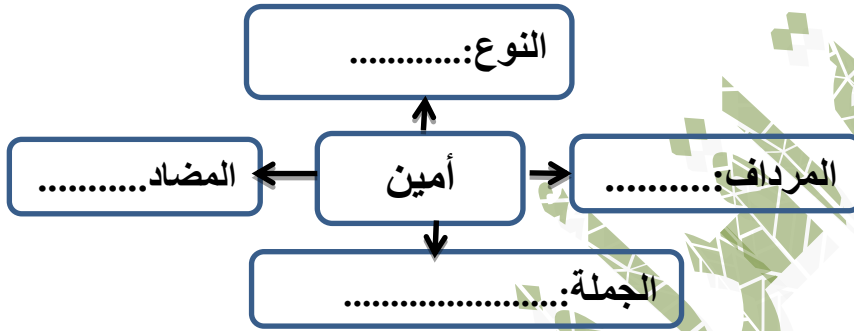 النوع:.............
المرداف:...........
أمين
المضاد...........
الجملة:......................